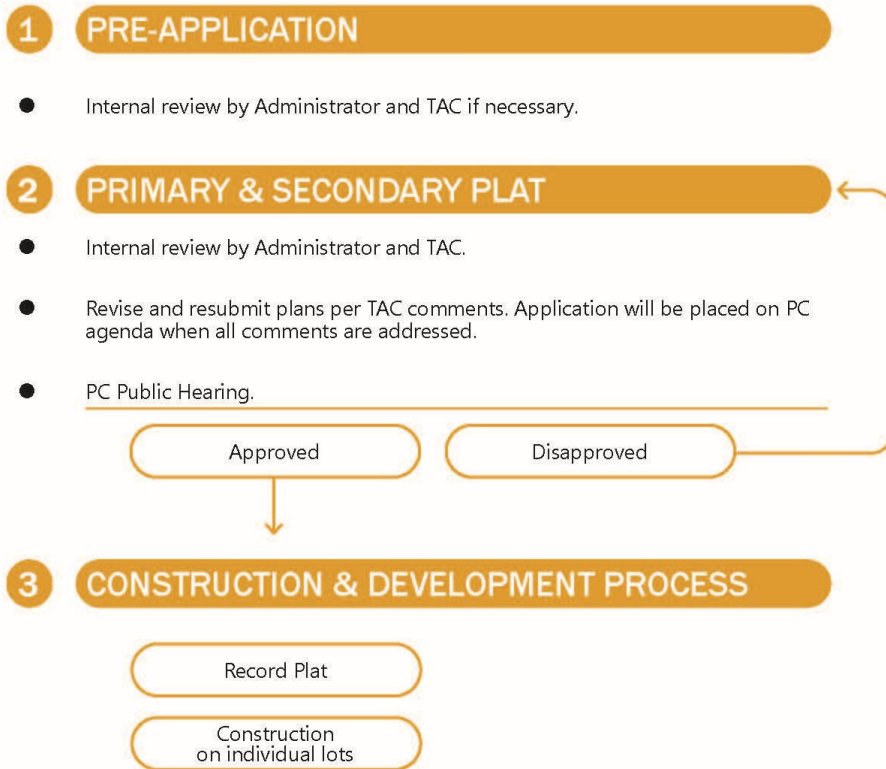 1 PRE-APPLICATION
Internal review by Administrator and TAC if necessary.
2 PRIMARY & SECONDARY PLAT
Internal review by Administrator and TAC.
Revise and resubmit plans per TAC comments. Application will be placed on PC
agenda when all comments are addressed.
PC Public Hearing.
Approved
Disapproved
3 CONSTRUCTION & DEVELOPMENT PROCESS
Record Plat
Construction
on individual lots